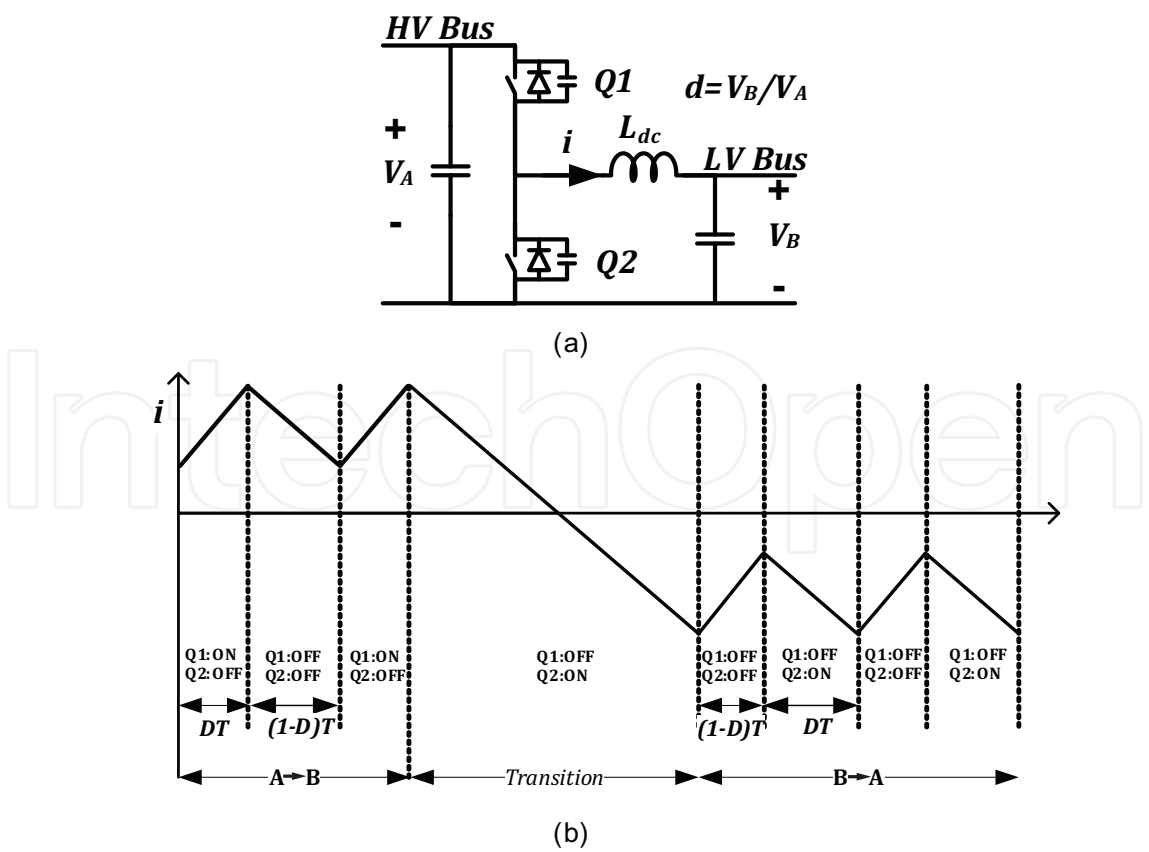 HV Bus
Q1
d=VB/VA
+
Ldc
i
LV Bus
VA
+
-
Q2
VB
-
(a)
IntechOpen
i
Q1:ON
Q2:OFF
Q1:OFF
Q2:OFF
Q1:ON
Q2:OFF
Q1:OFF
Q2:ON
Q1:OFF
Q2:OFF
Q1:OFF
Q2:ON
Q1:OFF
Q2:OFF
Q1:OFF
Q2:ON
DT
(1-D)T
(1-D)T
DT
A→B
Transition
B→A
(b)